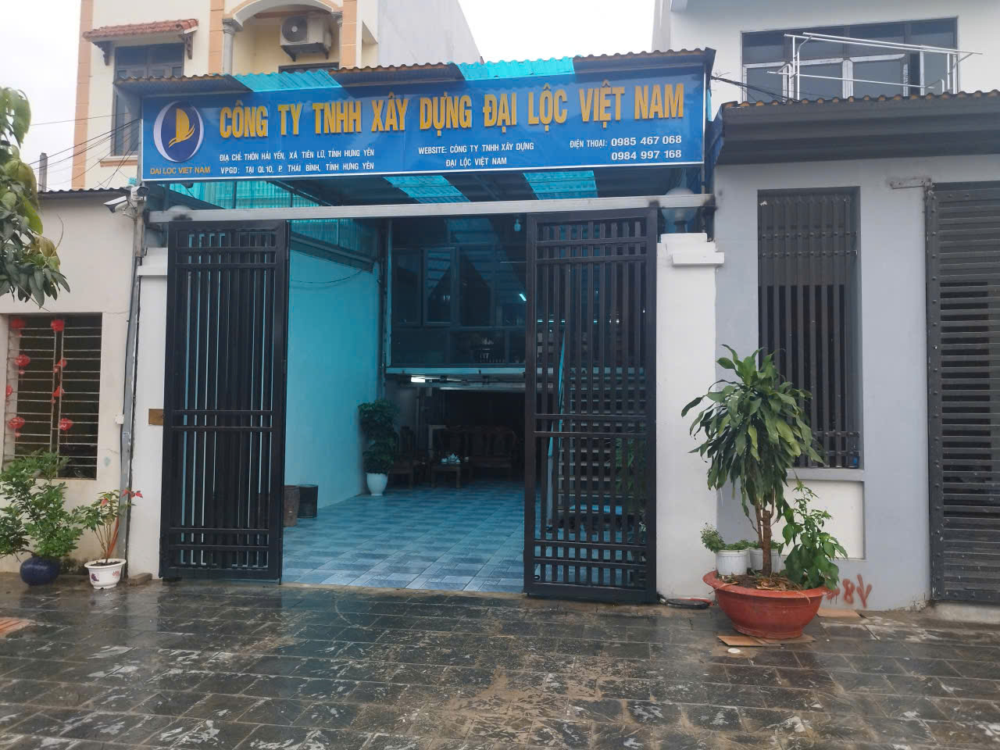 CÔNG TY TNHH XÂY DỰNG ĐẠI LỘC VIỆT NAM
ĐẠI LỘC VIỆT NAM
ĐỊA CHỈ: THÔN HẢI YẾN, XÃ TIÊN LỮ, TỈNH HƯNG YÊN
VPGD: TẠI QL10, P. THÁI BÌNH, TỈNH HƯNG YÊN
WEBSITE: CÔNG TY TNHH XÂY DỰNG
ĐẠI LỘC VIỆT NAM
ĐIỆN THOẠI: 0985 467 068
0984 997 168